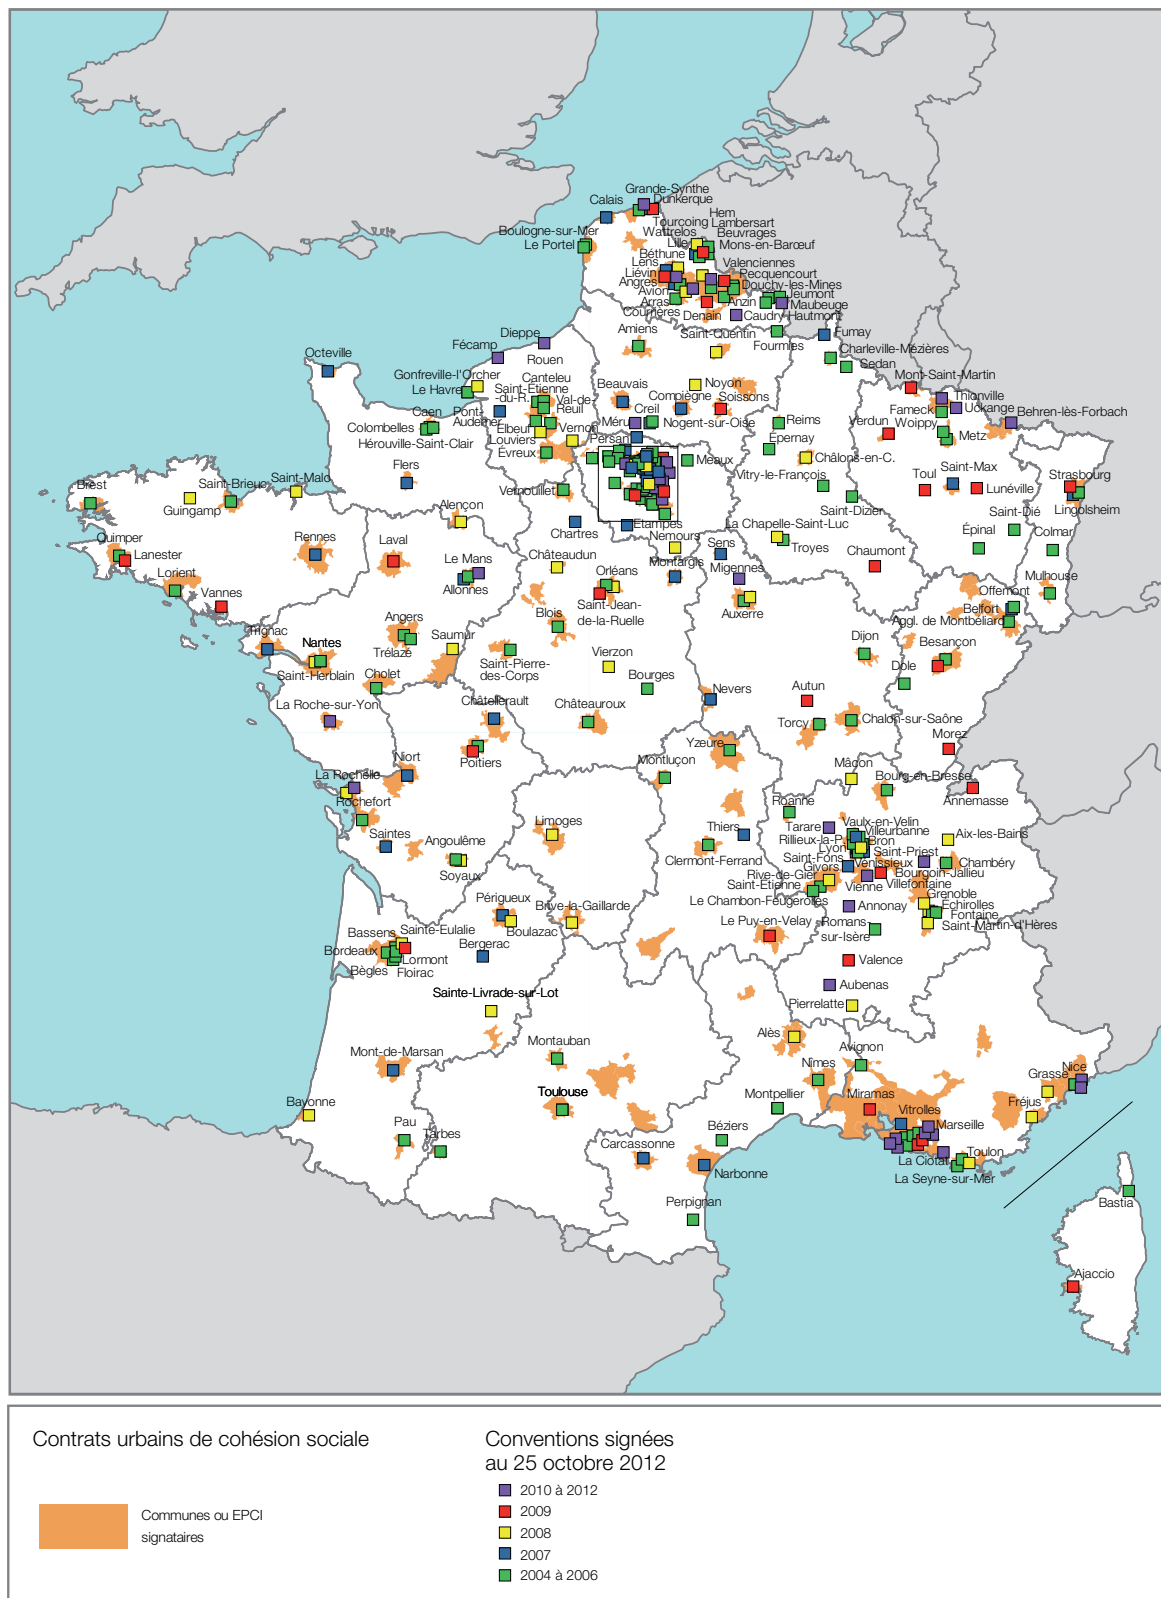 Grande-Synthe
Calais
Dunkerque
Hem
Tourcoing
Lambersart
Boulogne-sur-Mer
Wattrelos
Beuvrages
Le Portel
Lille
Mons-en-Barœuf
Béthune
Lens
Valenciennes
Liévin
Pecquencourt
Angres
Douchy-les-Mines
Avion
Jeumont
Arras
Anzin
Maubeuge
Courrières
Denain
Caudry
Hautmont
Amiens
Saint-Quentin
Fourmies
Fumay
Dieppe
Fécamp
Rouen
Octeville
Charleville-Mézières
Sedan
Gonfreville-l'Orcher
Canteleu
Le Havre
Saint-Etienne
-du-R.
Val-de-
Reuil
Beauvais
Noyon
Compiègne
Soissons
Mont-Saint-Martin
Thionville
Caen
Pont-
Audemer
Creil
Fameck
Uckange
Colombelles
Elbeuf
Vernon
Méru
Nogent-sur-Oise
Reims
Verdun
Woippy
Behren-lès-Forbach
Hérouville-Saint-Clair
Louviers
Persan
Metz
Évreux
Meaux
Épernay
Châlons-en-C.
Flers
Vitry-le-François
Toul
Saint-Max
Strasbourg
Brest
Saint-Brieuc
Saint-Malo
Vernouillet
Lunéville
Guingamp
Saint-Dizier
Lingolsheim
Alençon
Saint-Dié
Chartres
Etampes
La Chapelle-Saint-Luc
Quimper
Rennes
Laval
Nemours
Troyes
Épinal
Colmar
Lanester
Le Mans
Châteaudun
Sens
Chaumont
Lorient
Allonnes
Orléans
Montargis
Migennes
Mulhouse
Vannes
Saint-Jean-
de-la-Ruelle
Offemont
Auxerre
Belfort
Angers
Blois
Aggl. de Montbéliard
Trignac
Nantes
Trélazé
Saumur
Dijon
Besançon
Saint-Herblain
Cholet
Saint-Pierre-
des-Corps
Vierzon
Bourges
Dole
La Roche-sur-Yon
Châtellerault
Châteauroux
Nevers
Autun
Torcy
Chalon-sur-Saône
Poitiers
Yzeure
Morez
Niort
Montluçon
Mâcon
La Rochelle
Bourg-en-Bresse
Rochefort
Roanne
Annemasse
Saintes
Angoulême
Limoges
Thiers
Tarare
Vaulx-en-Velin
Villeurbanne
Aix-les-Bains
Rillieux-la-P.
Lyon
Bron
Soyaux
Clermont-Ferrand
Saint-Fons
Saint-Priest
Vénissieux
Chambéry
Givors
Bourgoin-Jallieu
Rive-de-Gier
Saint-Etienne
Vienne
Villefontaine
Périgueux
Brive-la-Gaillarde
Le Chambon-Feugerolles
Grenoble
Annonay
Échirolles
Fontaine
Boulazac
Le Puy-en-Velay
Romans
sur-Isère
Saint-Martin-d'Hères
Bassens
Sainte-Eulalie
Bergerac
Bordeaux
Lormont
Valence
Bègles
Floirac
Aubenas
Sainte-Livrade-sur-Lot
Pierrelatte
Alès
Montauban
Avignon
Mont-de-Marsan
Nîmes
Nice
Grasse
Toulouse
Montpellier
Miramas
Bayonne
Fréjus
Vitrolles
Pau
Béziers
Marseille
Tarbes
Carcassonne
La Ciotat
Toulon
Narbonne
La Seyne-sur-Mer
Perpignan
Bastia
Ajaccio
Contrats urbains de cohésion sociale
Communes ou EPCI
signataires
Conventions signées
au 25 octobre 2012
2010 à 2012
2009
2008
2007
2004 à 2006